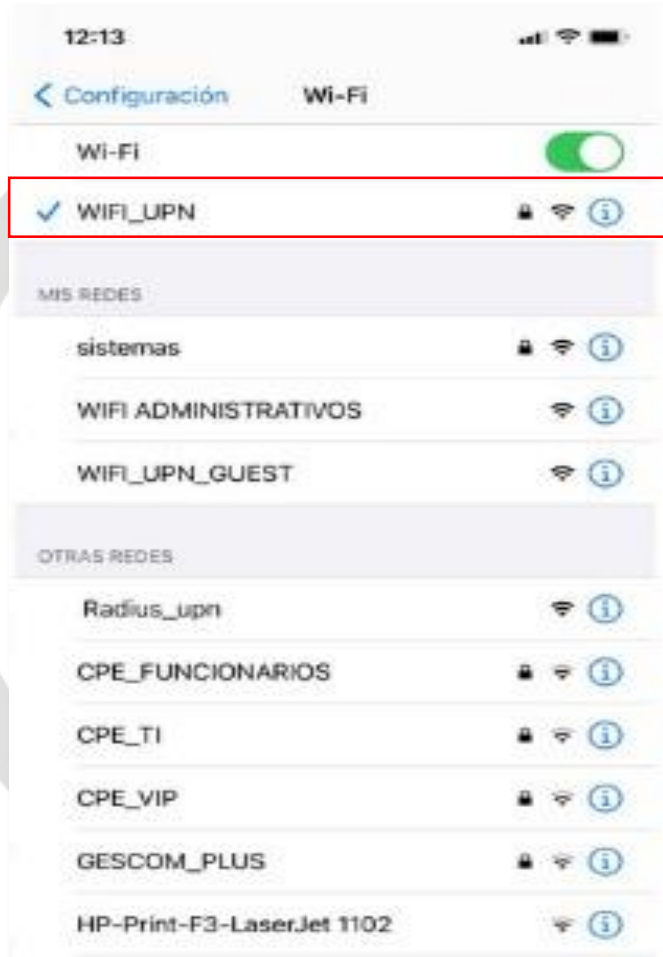 12:13
Configuración Wi-Fi
Wi-Fi
WIFI_UPN
MIS REDES
sistemas
WIFI ADMINISTRATIVOS
WIFI_UPN_GUEST
OTRAS REDES
Radius_upn
CPE_FUNCIONARIOS
CPE_TI
CPE_VIP
GESCOM_PLUS
HP-Print-F3-LaserJet 1102